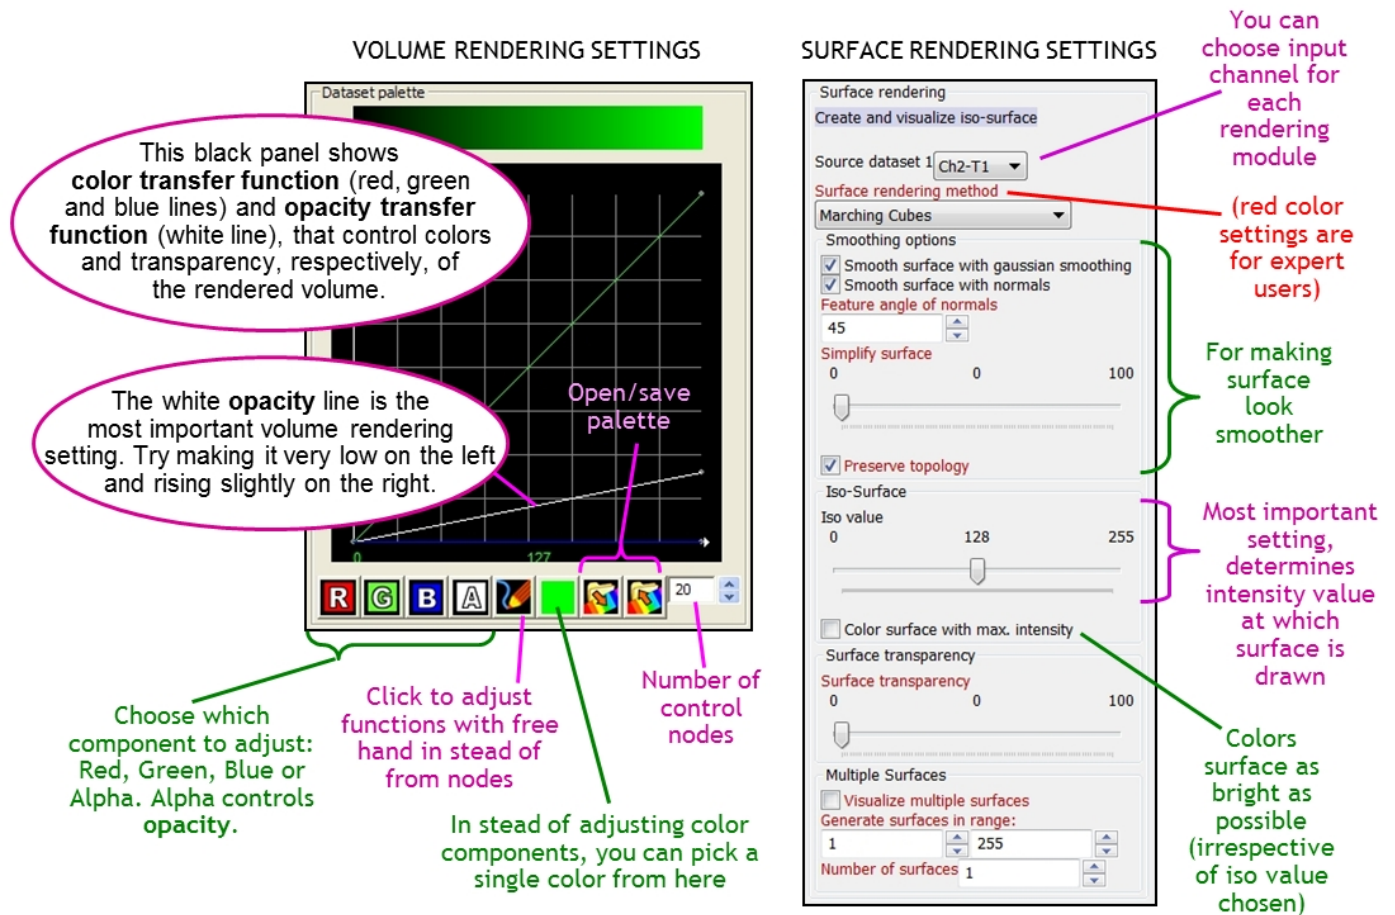 VOLUME RENDERING SETTINGS
Dataset palette
This black panel shows
color transfer function (red, green
and blue lines) and opacity transfer
function (white line), that control colors
and transparency, respectively, of
the rendered volume.
The white opacity line is the
most important volume rendering
setting. Try making it very low on the left
and rising slightly on the right.
Open/save
palette
0
127
R
G
B
A
20
Choose which
component to adjust:
Red, Green, Blue or
Alpha. Alpha controls
opacity.
Click to adjust
functions with free
hand in stead of
from nodes
Number of
control
nodes
In stead of adjusting color
components, you can pick a
single color from here
SURFACE RENDERING SETTINGS
Surface rendering
Create and visualize iso-surface
Source dataset 1 Ch2-T1
Surface rendering method
Marching Cubes
Smoothing options
Smooth surface with gaussian smoothing
Smooth surface with normals
Feature angle of normals
45
Simplify surface
0 0 100
Preserve topology
Iso-Surface
Iso value
0 128 255
Color surface with max. intensity
Surface transparency
Surface transparency
0 0 100
Multiple Surfaces
Visualize multiple surfaces
Generate surfaces in range:
1 255
Number of surfaces 1
You can
choose input
channel for
each
rendering
module
(red color
settings are
for expert
users)
For making
surface
look
smoother
Most important
setting,
determines
intensity value
at which
surface is
drawn
Colors
surface as
bright as
possible
(irrespective
of iso value
chosen)